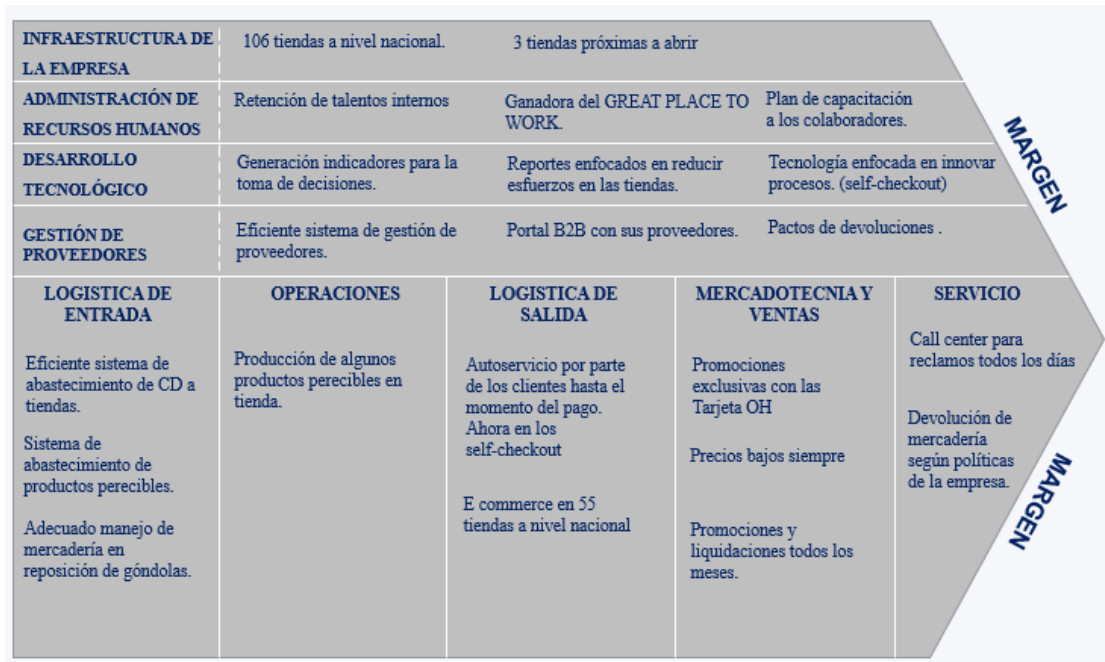 INFRAESTRUCTURA DE
LA EMPRESA
106 tiendas a nivel nacional.
3 tiendas próximas a abrir
ADMINISTRACIÓN DE
RECURSOS HUMANOS
Retención de talentos internos
Ganadora del GREAT PLACE TO
WORK.
Plan de capacitación
a los colaboradores.
DESARROLLO
TECNOLÓGICO
Generación indicadores para la
toma de decisiones.
Reportes enfocados en reducir
esfuerzos en las tiendas.
Tecnología enfocada en innovar
procesos. (self-checkout)
GESTIÓN DE
PROVEEDORES
Eficiente sistema de gestión de
proveedores.
Portal B2B con sus proveedores.
Pactos de devoluciones .
MARGEN
LOGISTICA DE
ENTRADA
Eficiente sistema de
abastecimiento de CD a
tiendas.
Sistema de
abastecimiento de
productos perecibles.
Adecuado manejo de
mercadería en
reposición de góndolas.
OPERACIONES
Producción de algunos
productos perecibles en
tienda.
LOGISTICA DE
SALIDA
Autoservicio por parte
de los clientes hasta el
momento del pago.
Ahora en los
self-checkout
E commerce en 55
tiendas a nivel nacional
MERCADOTECNIA Y
VENTAS
Promociones
exclusivas con las
Tarjeta OH
Precios bajos siempre
Promociones y
liquidaciones todos los
meses.
SERVICIO
Call center para
reclamos todos los días
Devolución de
mercadería
según políticas
de la empresa.
MARGEN